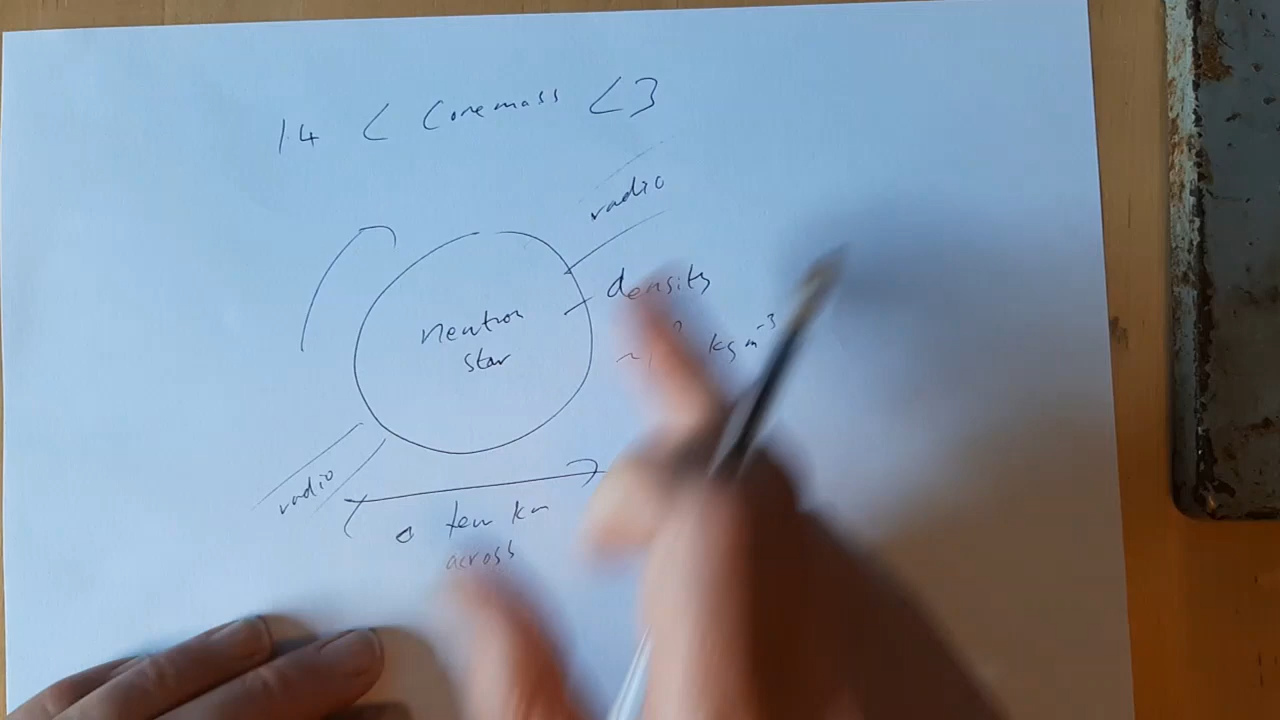 1.4 < Core mass < 3
radio
density
kg m⁻³
neutron
star
radio
a few km
across